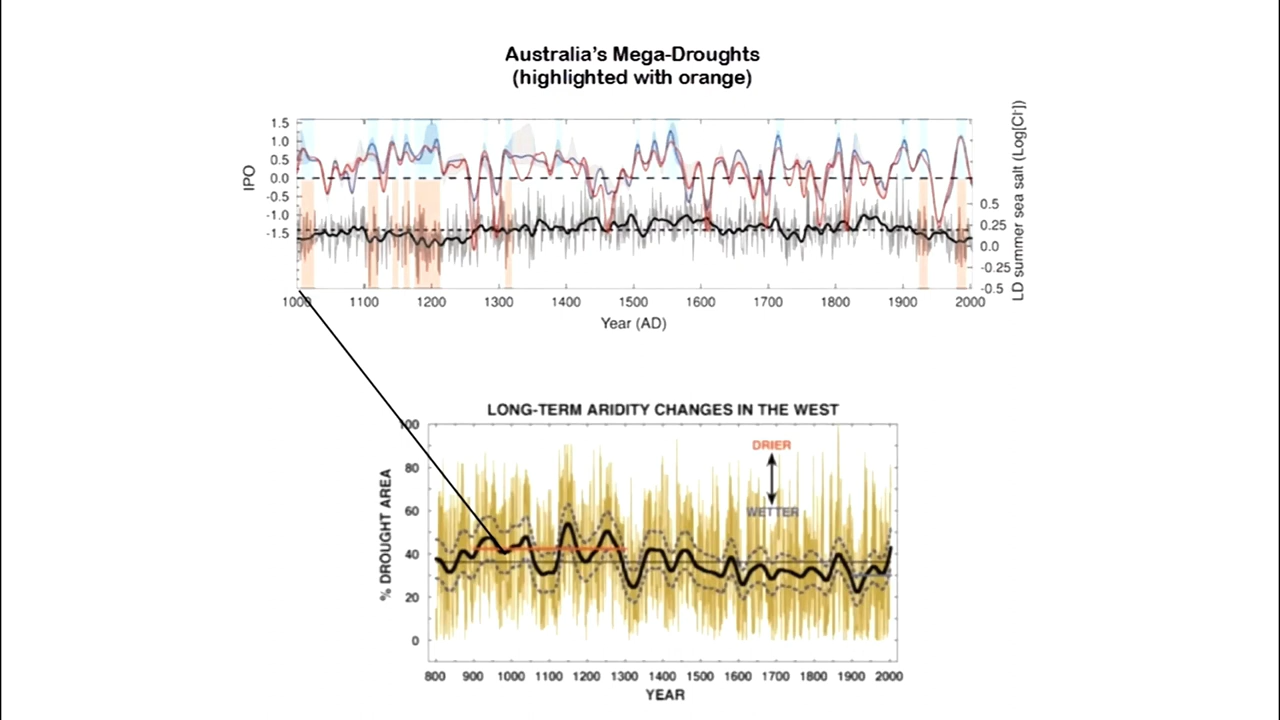 Australia's Mega-Droughts
(highlighted with orange)
1.5
1.0
0.5
0.0
-0.5
-1.0
-1.5
IPO
0.5
0.25
0.0
-0.25
-0.5
LD summer sea salt (Log[Cl-])
1000 1100 1200 1300 1400 1500 1600 1700 1800 1900 2000
Year (AD)
LONG-TERM ARIDITY CHANGES IN THE WEST
100
80
60
40
20
0
% DROUGHT AREA
DRIER
WETTER
800 900 1000 1100 1200 1300 1400 1500 1600 1700 1800 1900 2000
YEAR